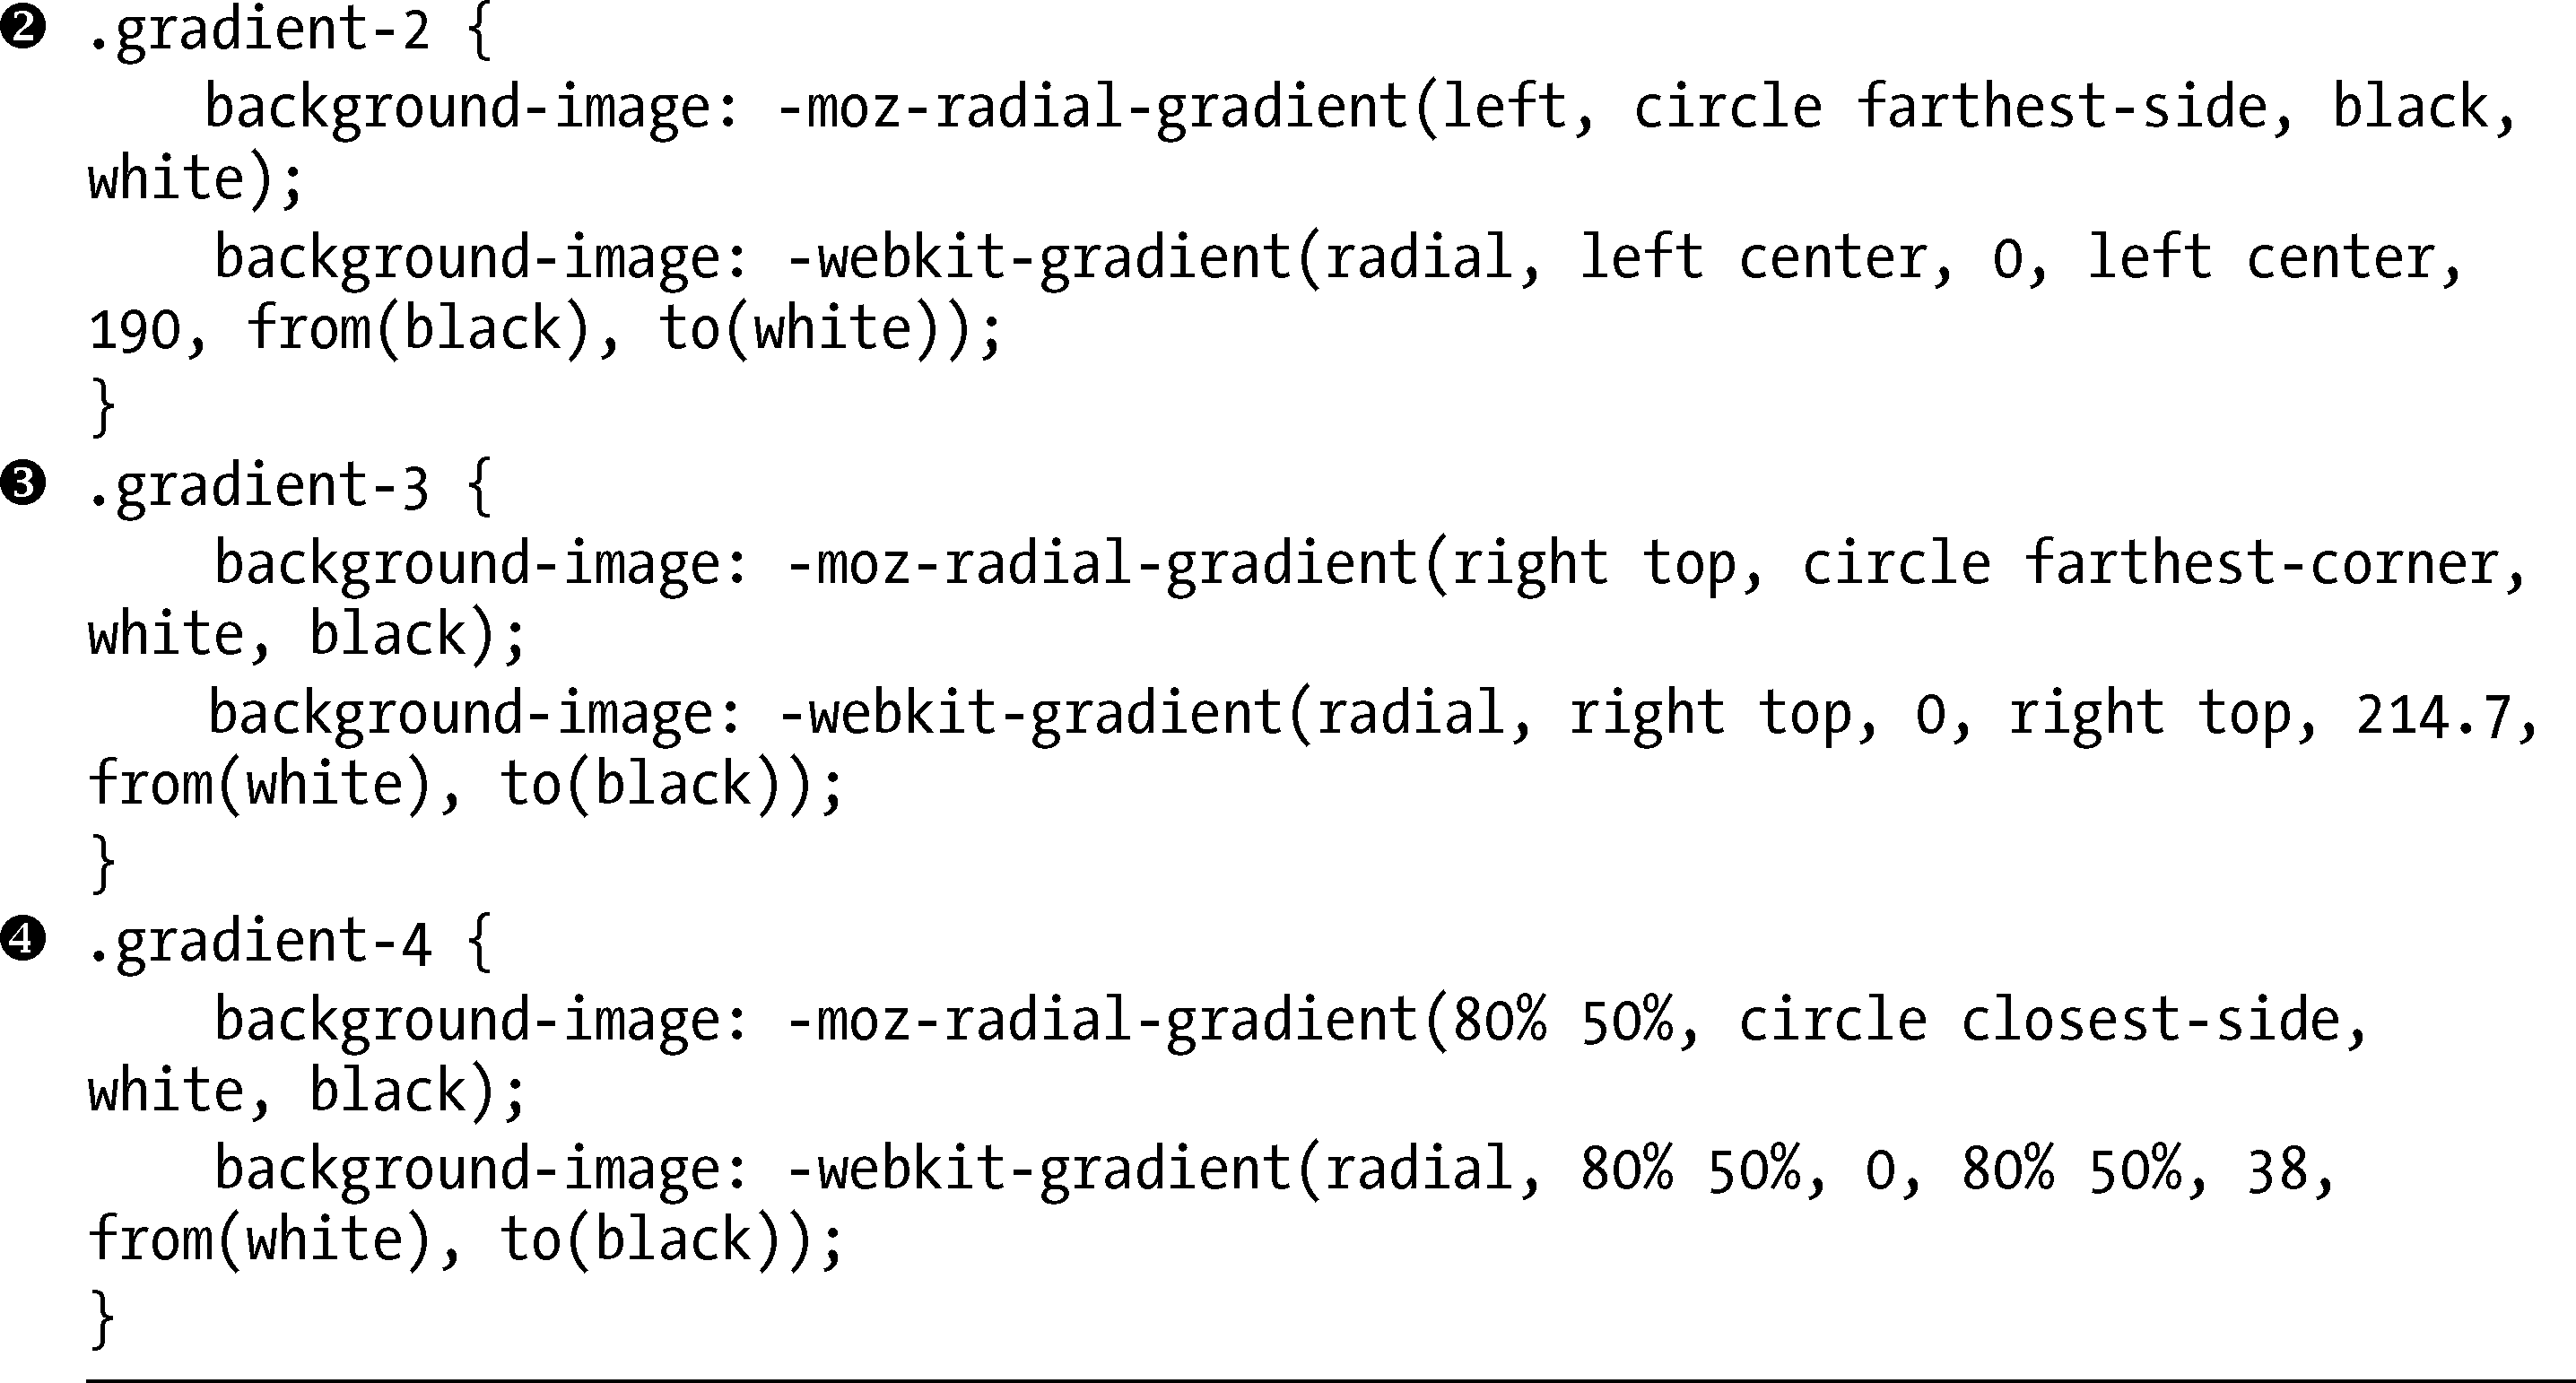 ❷ .gradient-2 {
background-image: -moz-radial-gradient(left, circle farthest-side, black,
white);
background-image: -webkit-gradient(radial, left center, 0, left center,
190, from(black), to(white));
}
❸ .gradient-3 {
background-image: -moz-radial-gradient(right top, circle farthest-corner,
white, black);
background-image: -webkit-gradient(radial, right top, 0, right top, 214.7,
from(white), to(black));
}
❹ .gradient-4 {
background-image: -moz-radial-gradient(80% 50%, circle closest-side,
white, black);
background-image: -webkit-gradient(radial, 80% 50%, 0, 80% 50%, 38,
from(white), to(black));
}